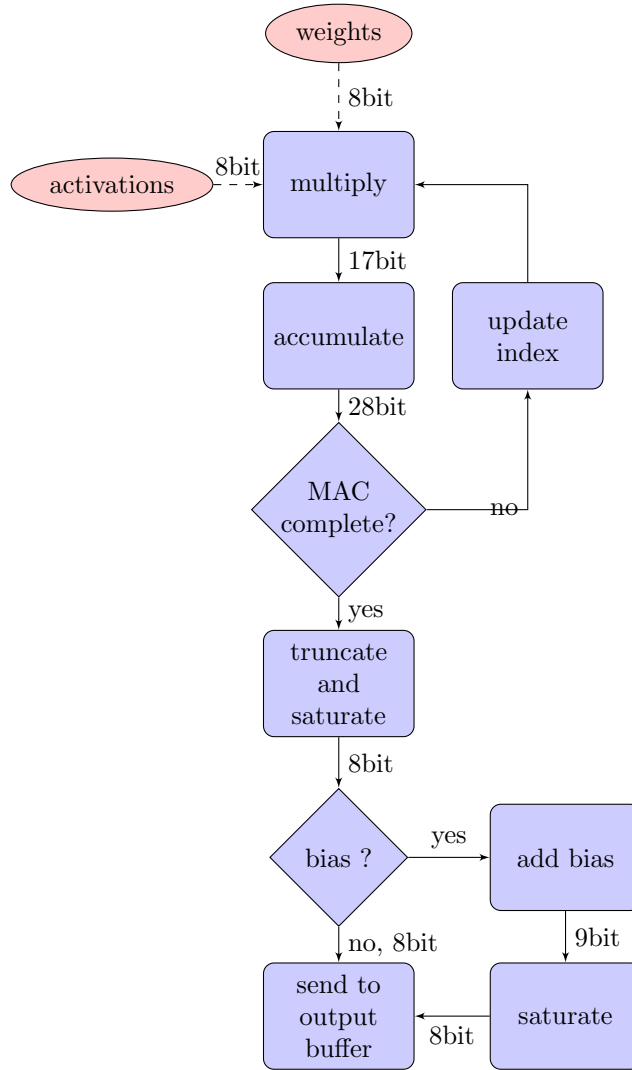 weights
8bit
8bit
activations
multiply
17bit
accumulate
update
index
28bit
MAC
complete?
no
yes
truncate
and
saturate
8bit
yes
bias ?
add bias
no, 8bit
9bit
send to
output
buffer
8bit
saturate